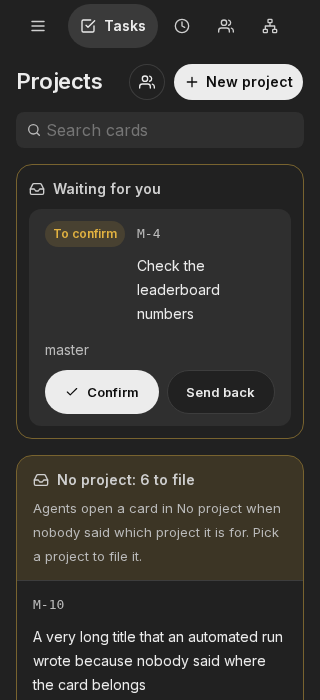 Tasks
Projects
New project
Search cards
Waiting for you
To confirm
M-4
Check the
leaderboard
numbers
master
Confirm
Send back
No project: 6 to file
Agents open a card in No project when
nobody said which project it is for. Pick
a project to file it.
M-10
A very long title that an automated run
wrote because nobody said where
the card belongs